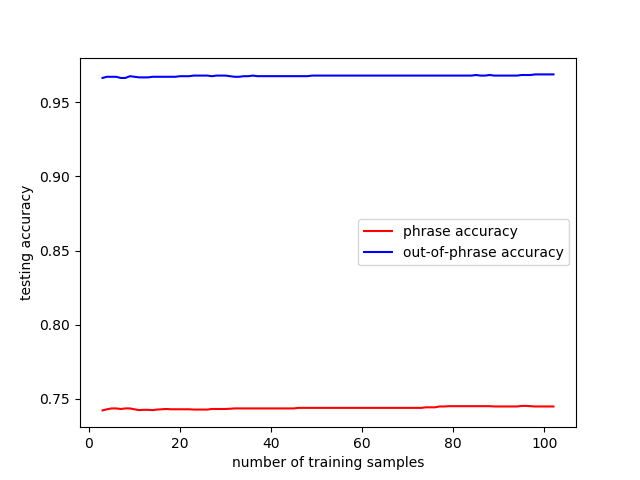 0.95
0.90
0.85
0.80
0.75
testing accuracy
phrase accuracy
out-of-phrase accuracy
0 20 40 60 80 100
number of training samples